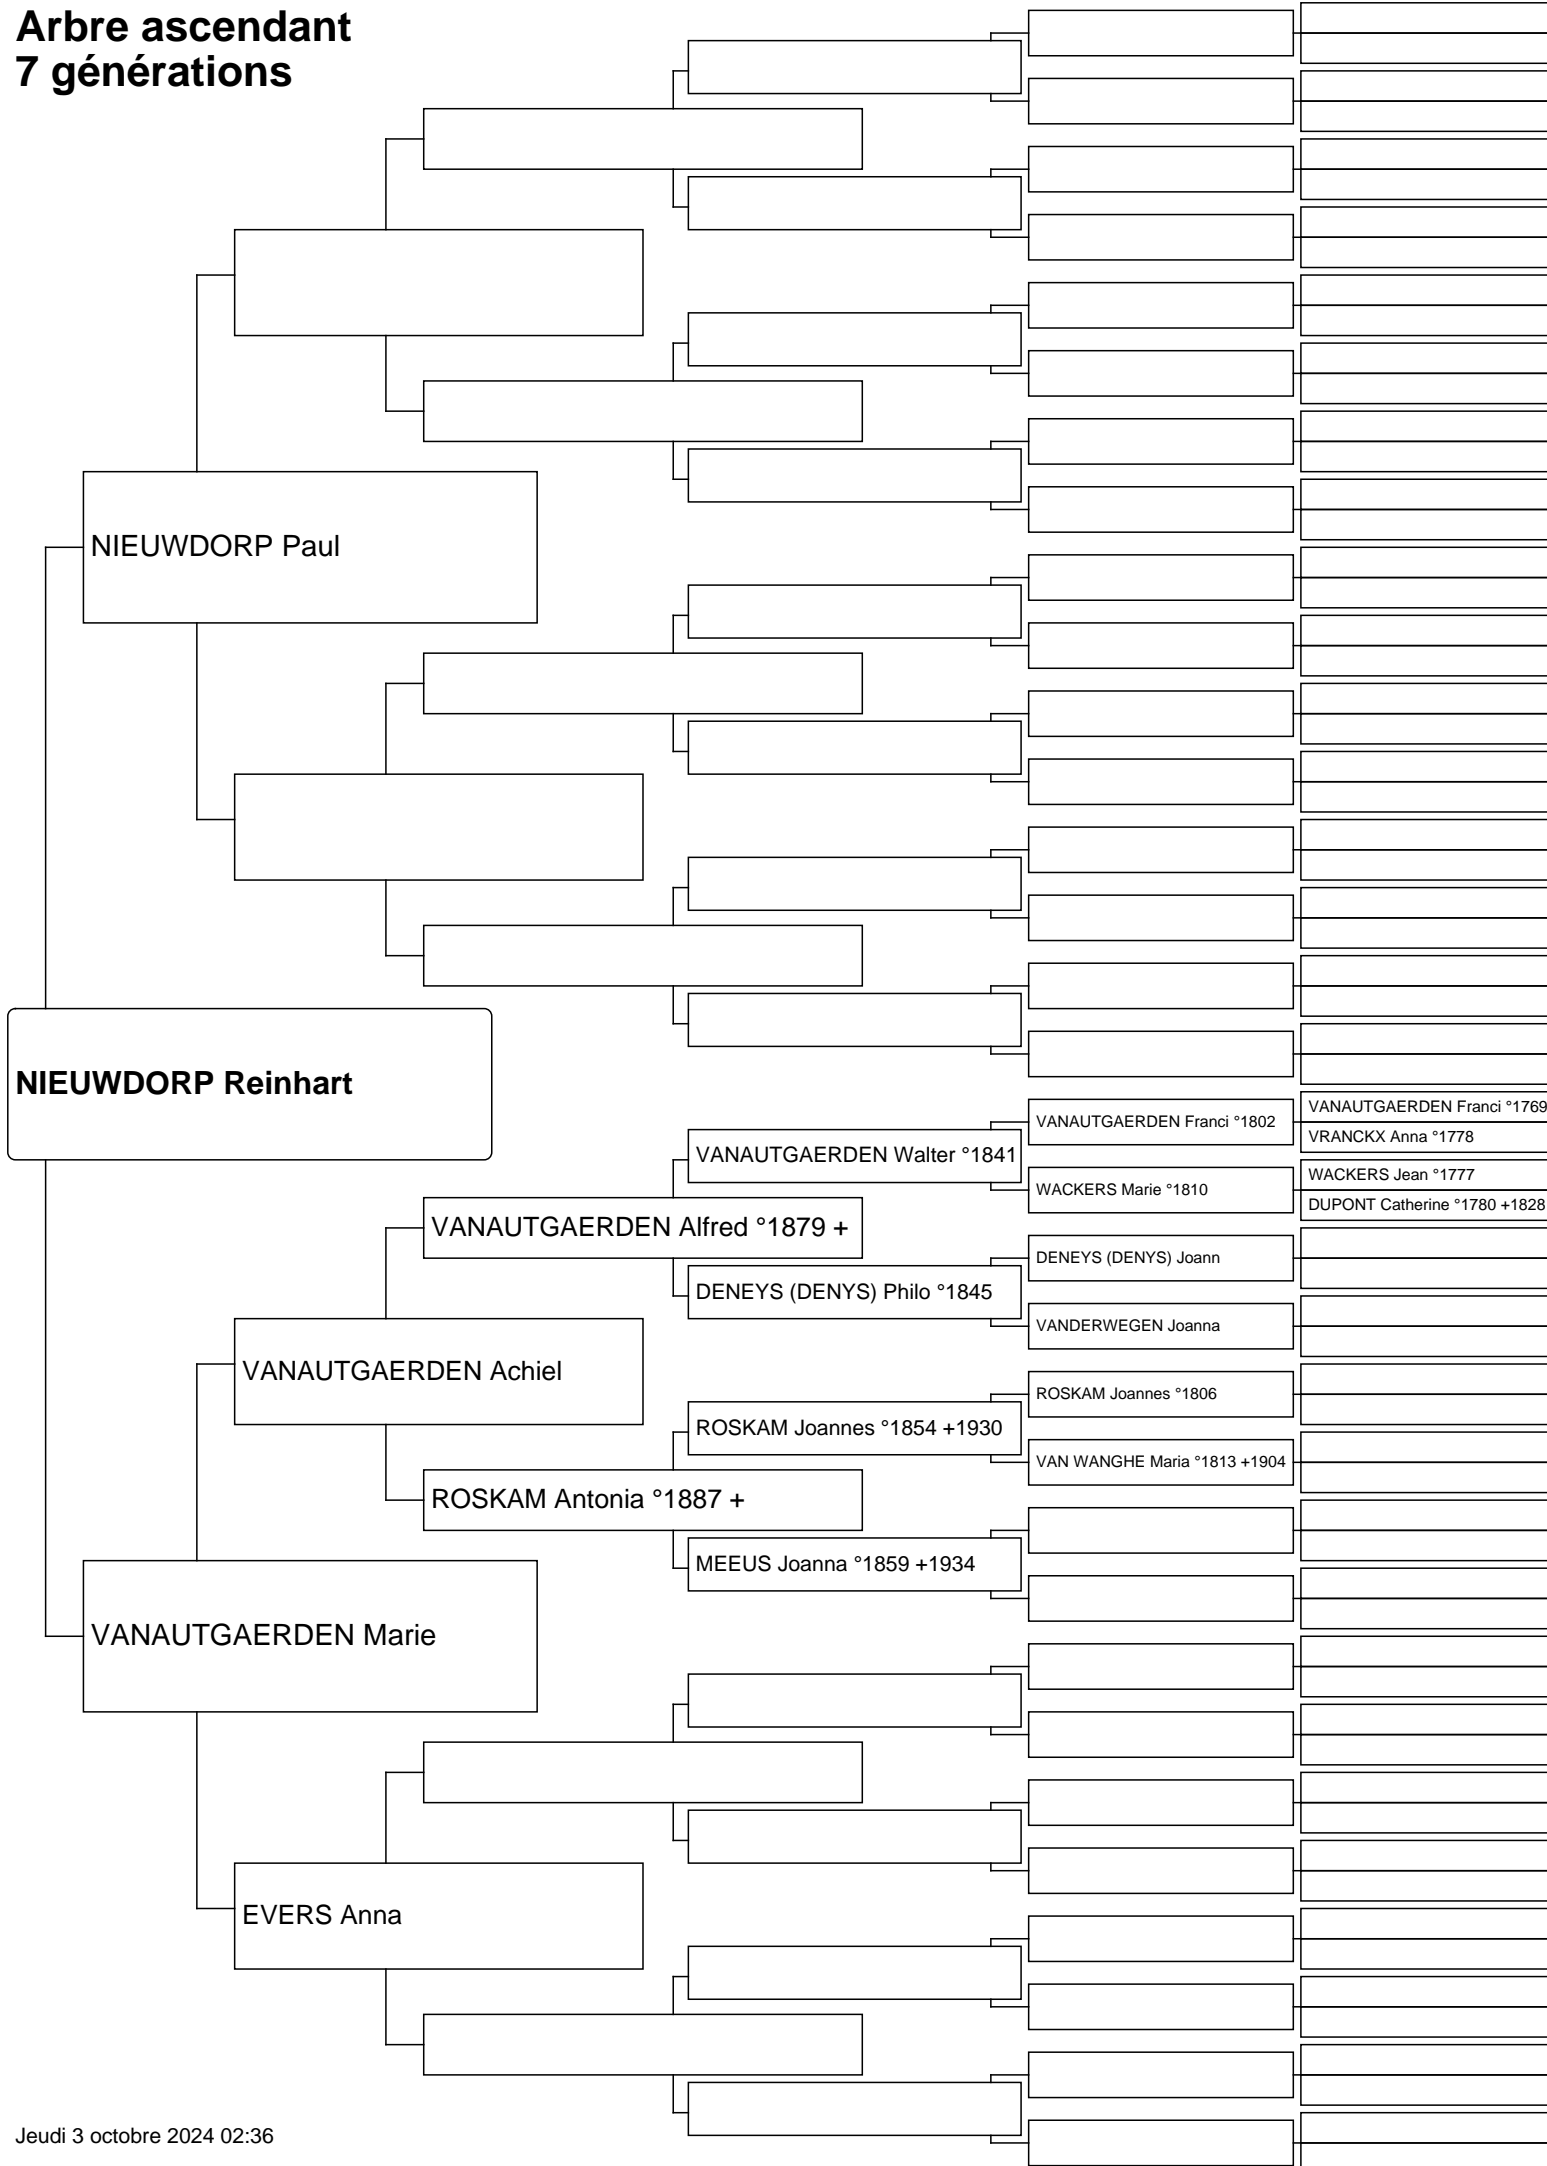 Arbre ascendant
7 générations
NIEUWDORP Paul
NIEUWDORP Reinhart
VANAUTGAERDEN Franci °1802
VANAUTGAERDEN Franci °1769
VRANCKX Anna °1778
VANAUTGAERDEN Walter °1841
WACKERS Marie °1810
WACKERS Jean °1777
DUPONT Catherine °1780 +1828
VANAUTGAERDEN Alfred °1879 +
DENEYS (DENYS) Joann
DENEYS (DENYS) Philo °1845
VANDERWEGEN Joanna
VANAUTGAERDEN Achiel
ROSKAM Joannes °1806
ROSKAM Joannes °1854 +1930
VAN WANGHE Maria °1813 +1904
ROSKAM Antonia °1887 +
MEEUS Joanna °1859 +1934
VANAUTGAERDEN Marie
EVERS Anna
Jeudi 3 octobre 2024 02:36